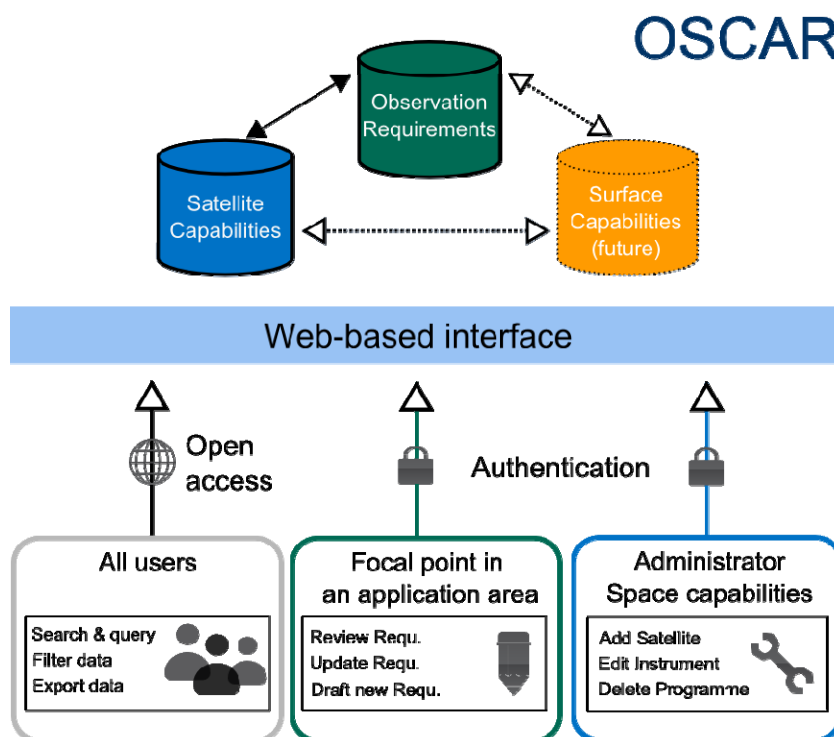 OSCAR
Observation
Requirements
Satellite
Capabilities
Surface
Capabilities
(future)
Web-based interface
Open
access
Authentication
All users
Search & query
Filter data
Export data
Focal point in
an application area
Review Requ.
Update Requ.
Draft new Requ.
Administrator
Space capabilities
Add Satellite
Edit Instrument
Delete Programme